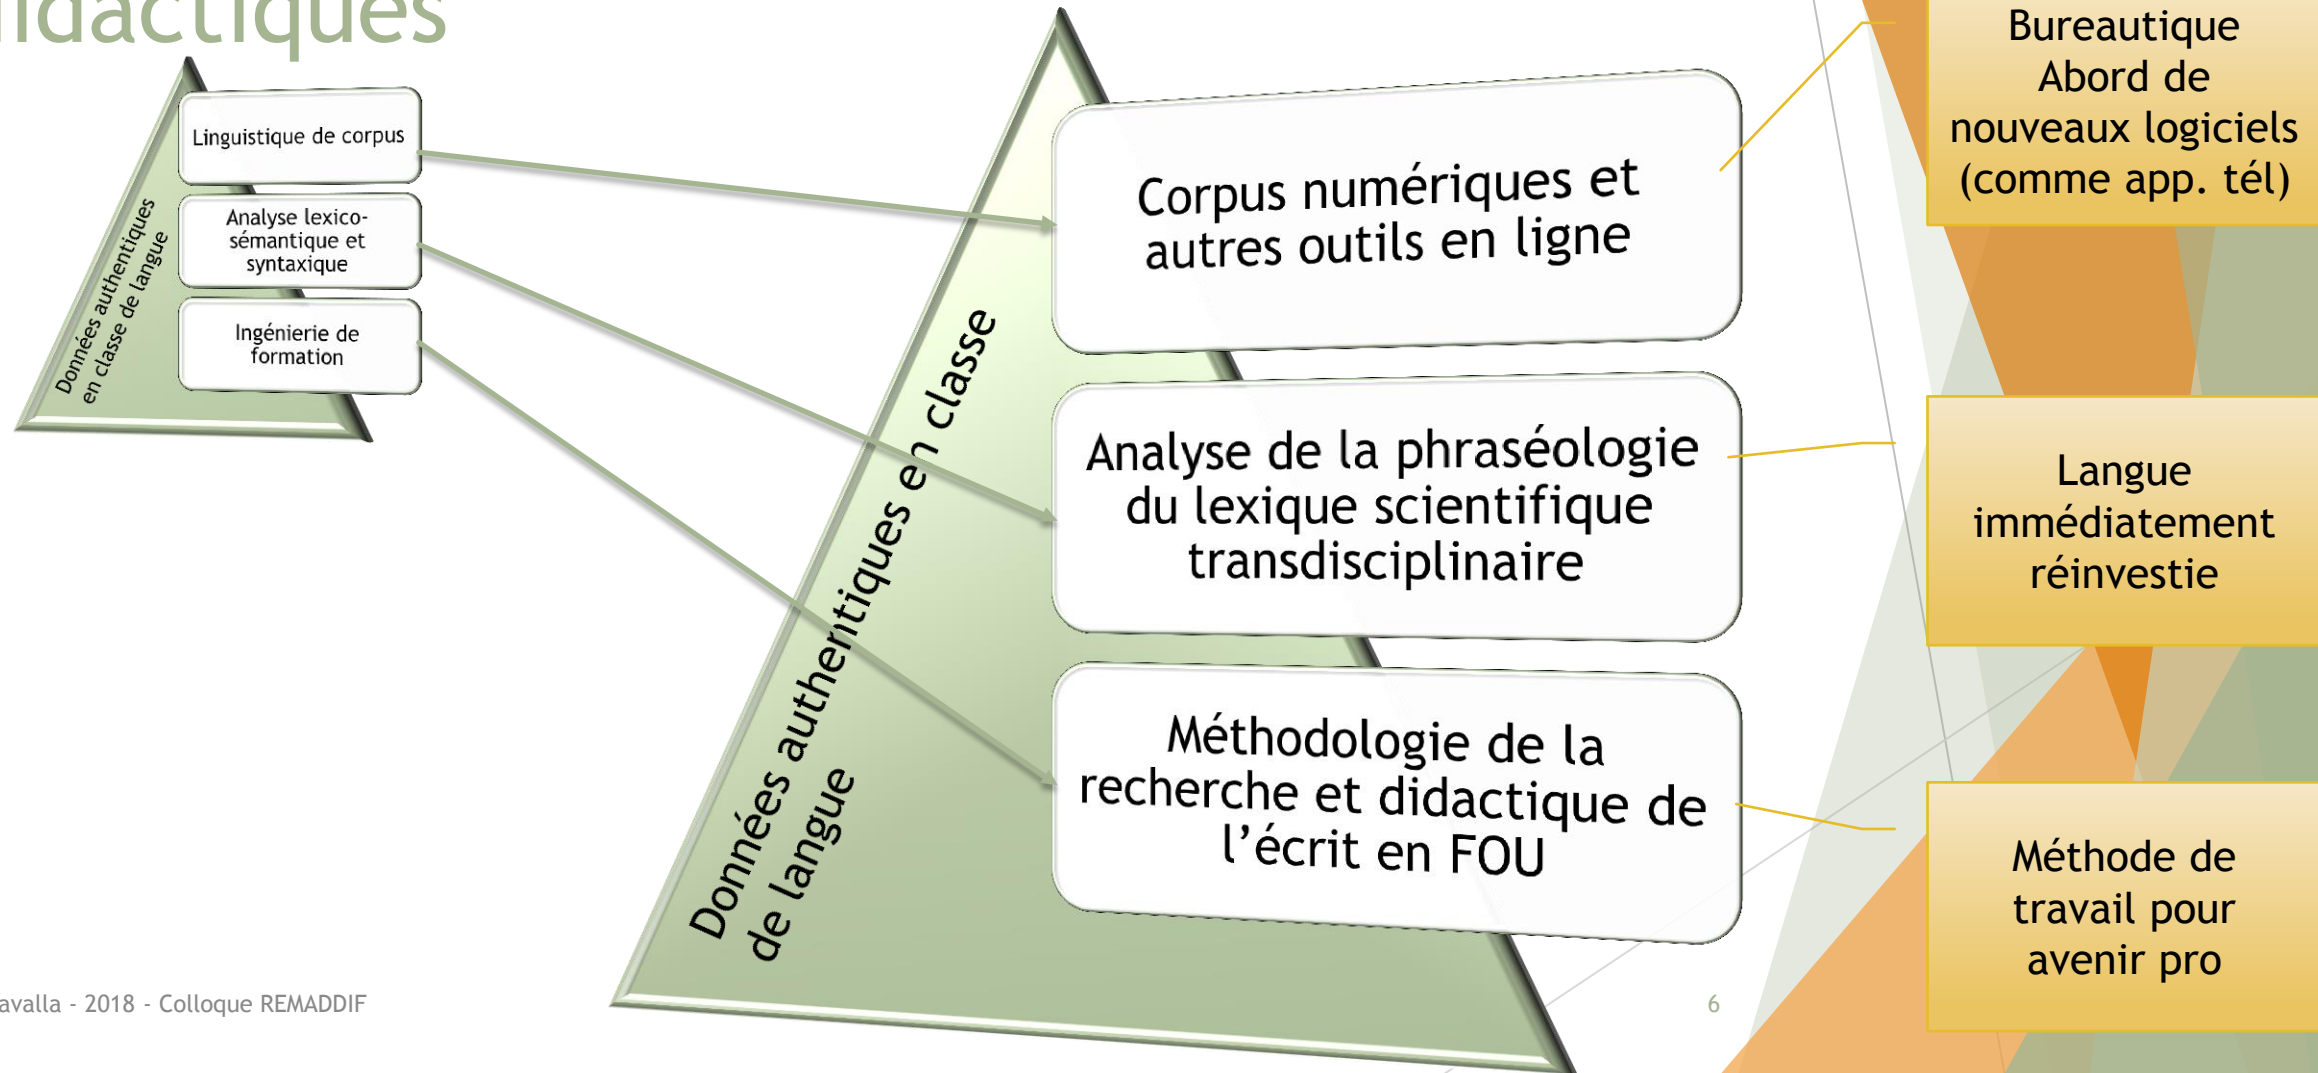 didactiques
Linguistique de corpus
Analyse lexico-
sémantique et
syntaxique
Ingénierie de
formation
Données authentiques
en classe de langue
Corpus numériques et
autres outils en ligne
Analyse de la phraséologie
du lexique scientifique
transdisciplinaire
Méthodologie de la
recherche et didactique de
l’écrit en FOU
Données authentiques en classe
de langue
Bureautique
Abord de
nouveaux logiciels
(comme app. tél)
Langue
immédiatement
réinvestie
Méthode de
travail pour
avenir pro
avalla - 2018 - Colloque REMADDIF
6